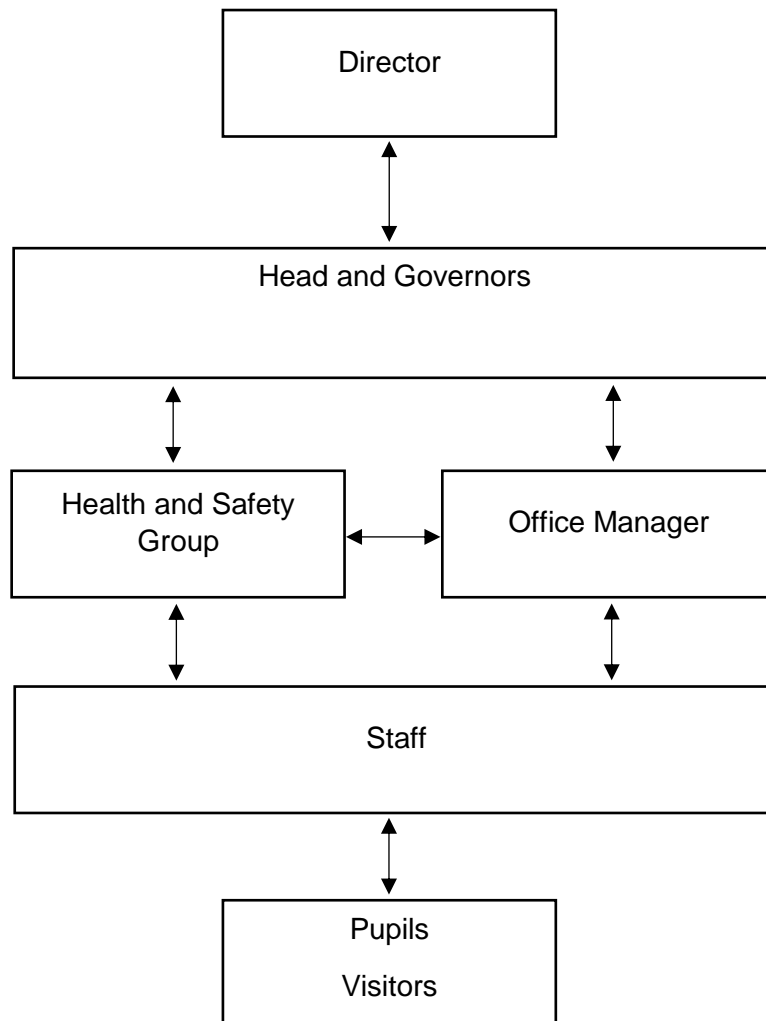 Director
Head and Governors
Health and Safety
Group
Office Manager
Staff
Pupils
Visitors